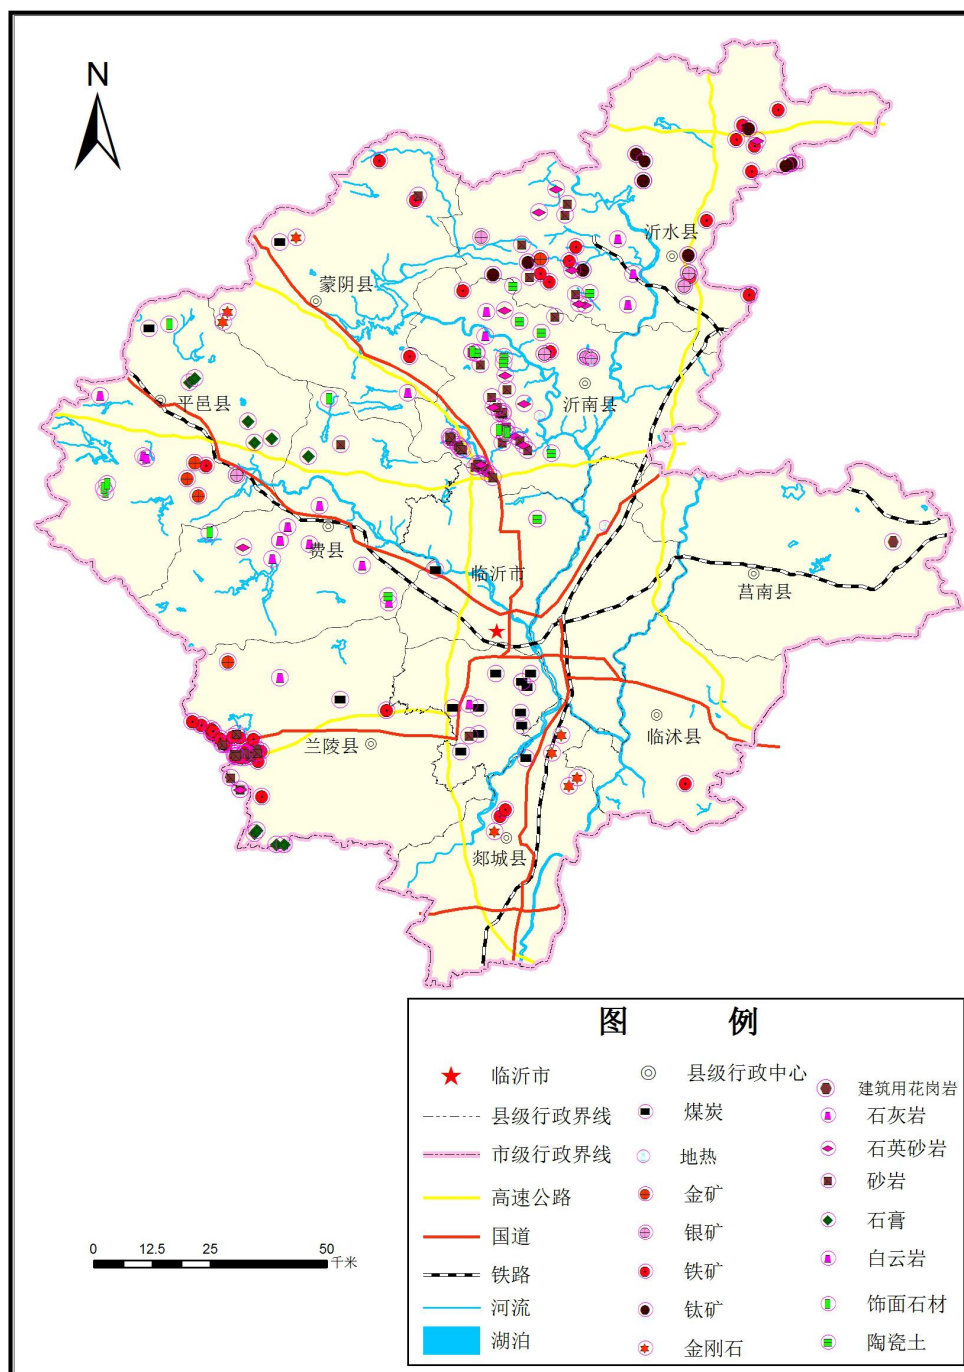 N
沂水县
蒙阴县
沂南县
平邑县
费县
临沂市
莒南县
兰陵县
临沭县
郯城县
图 例
临沂市
县级行政界线
市级行政界线
高速公路
国道
铁路
河流
湖泊
县级行政中心
煤炭
地热
金矿
银矿
铁矿
钛矿
金刚石
建筑用花岗岩
石灰岩
石英砂岩
砂岩
石膏
白云岩
饰面石材
陶瓷土
0 12.5 25 50
千米